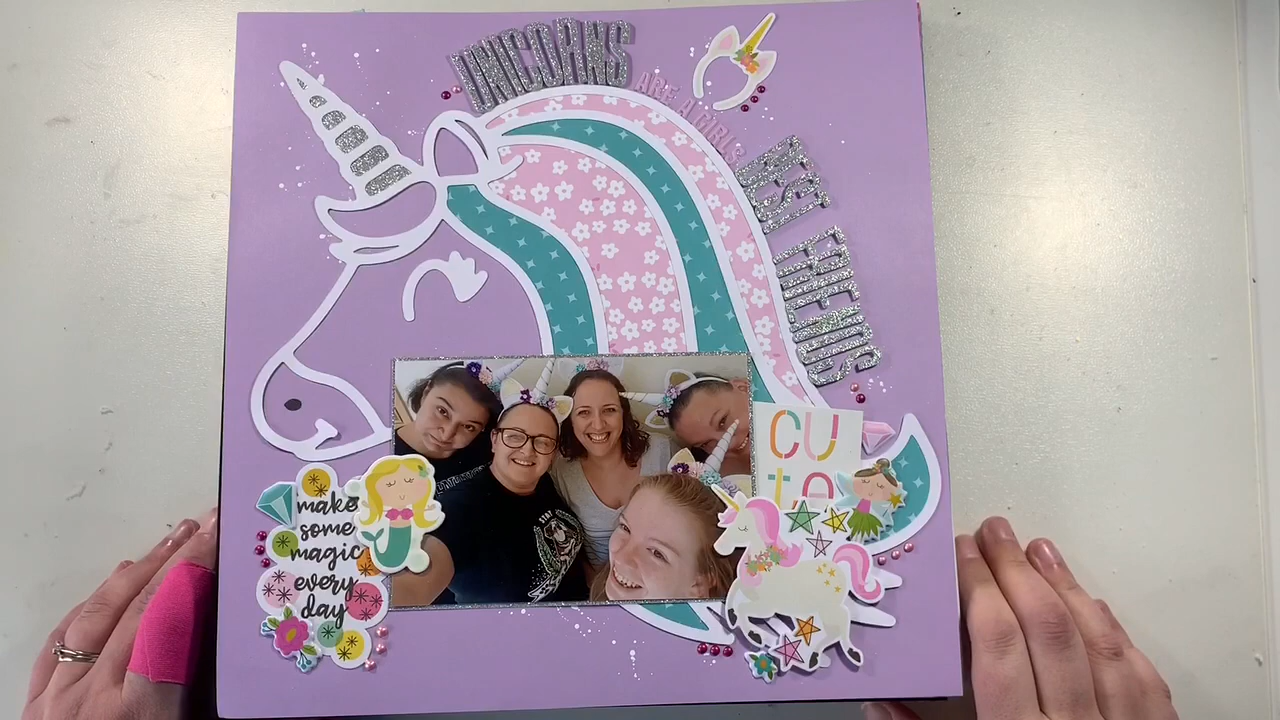 UNICORNS
ARE A GIRLS
BEST FRIENDS
CU
te
make
some
magic
every
day